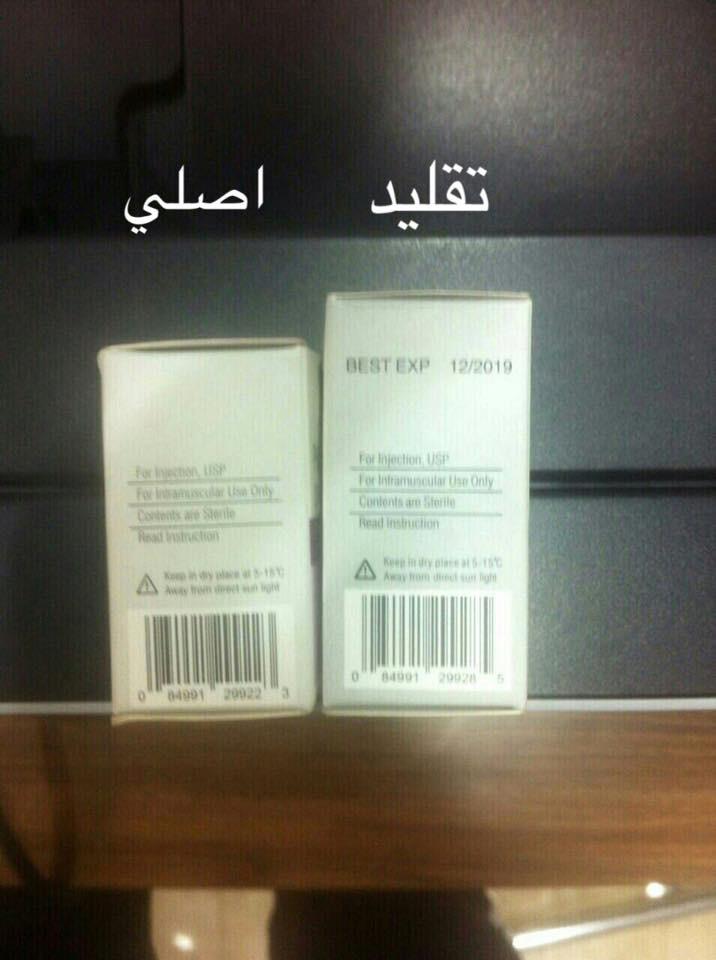 اصلي
تقليد
For Injection, USP
For Intramuscular Use Only
Contents are Sterile
Read Instruction
Keep in dry place at 5-15°C
Away from direct sun light
0 84991 29922 3
BEST EXP 12/2019
For Injection, USP
For Intramuscular Use Only
Contents are Sterile
Read Instruction
Keep in dry place at 5-15°C
Away from direct sun light
0 84991 29928 5